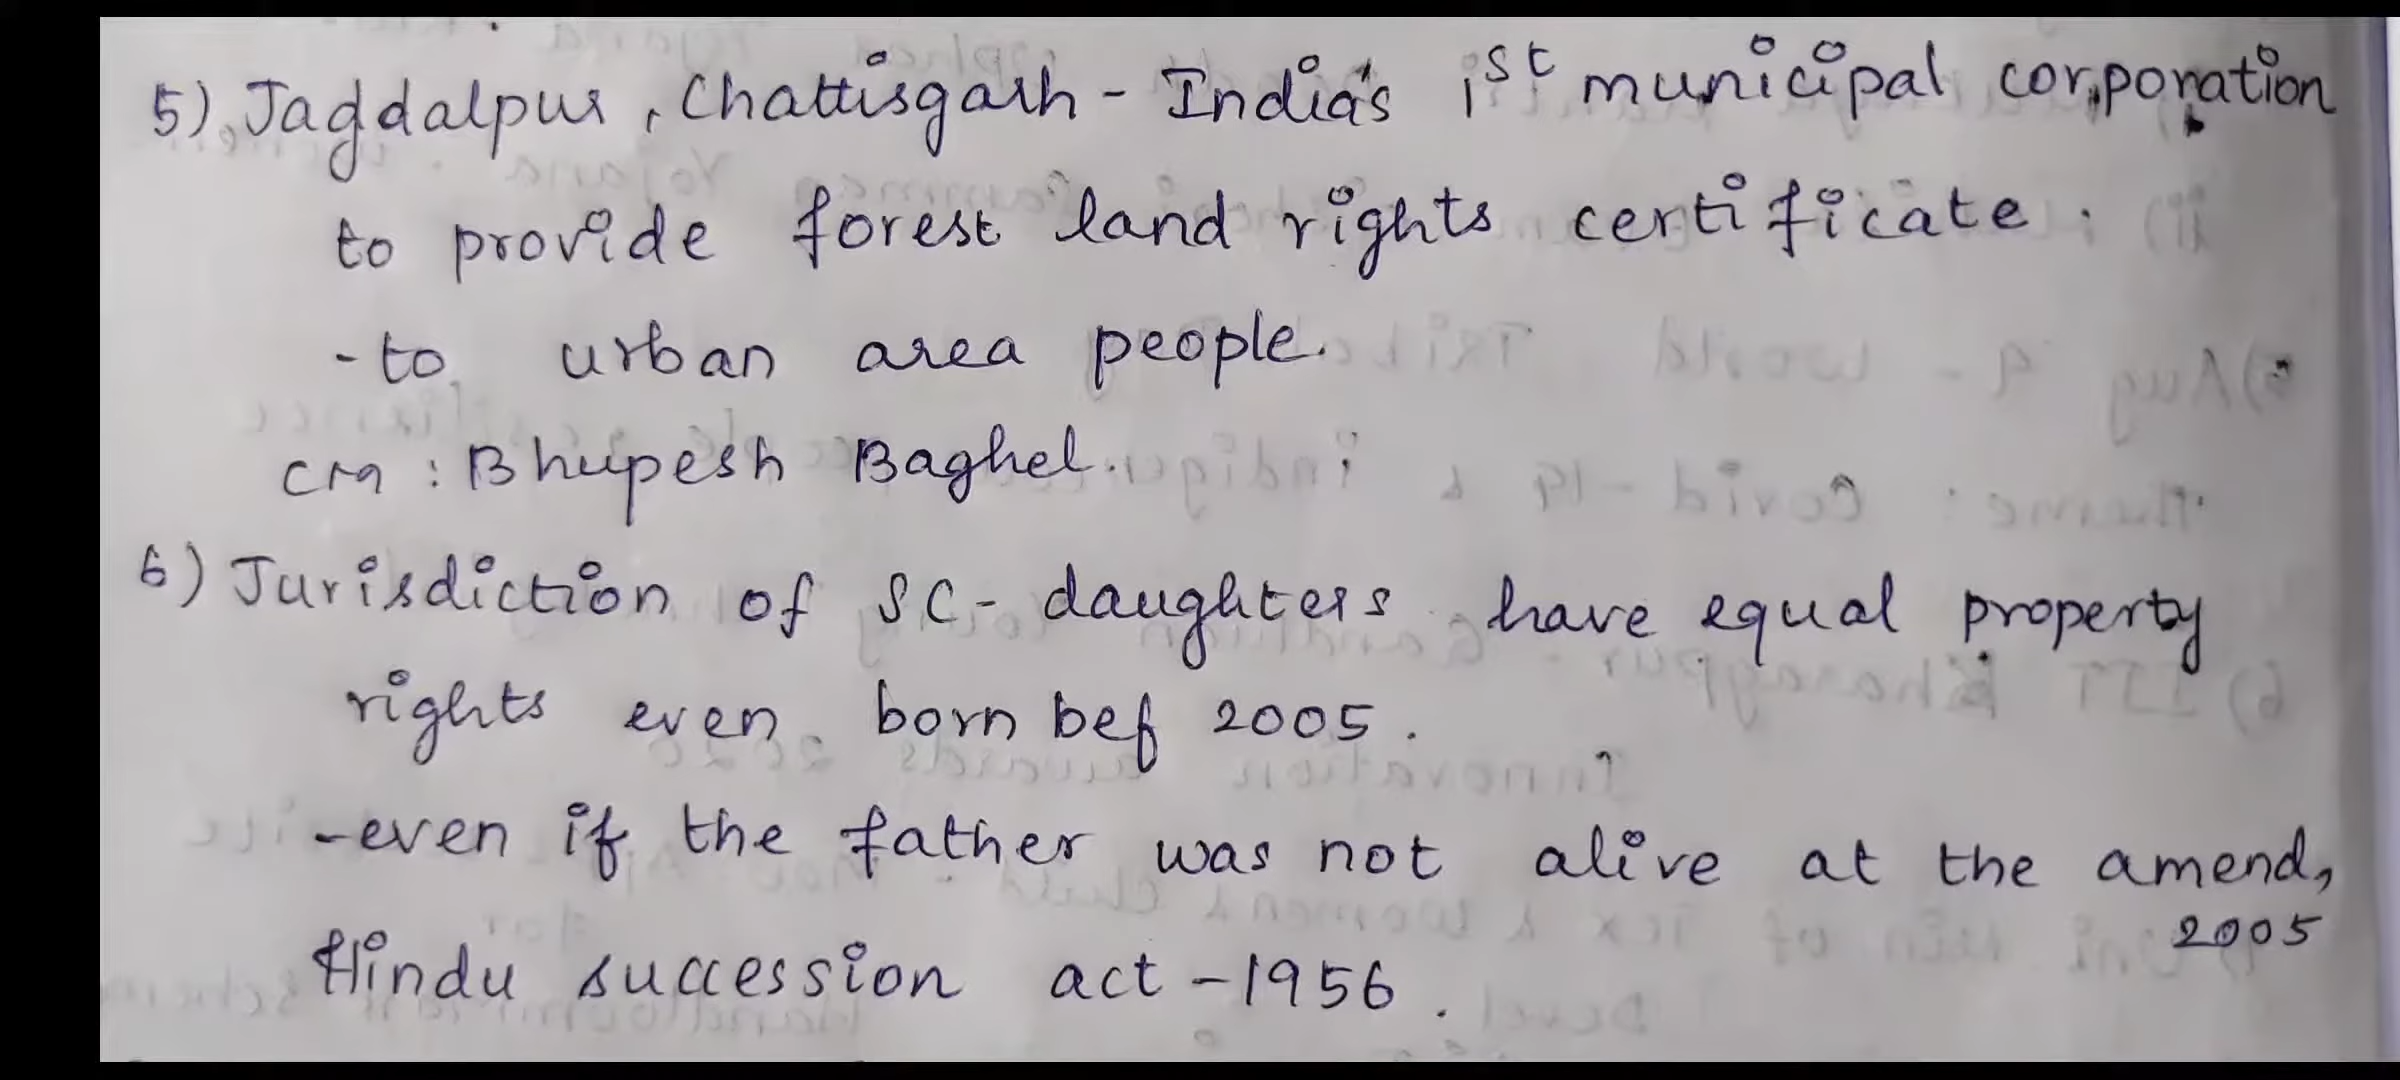 5) Jagdalpur, Chattisgarh - India's 1st municipal corporation
to provide forest land rights certificate.
- to urban area people.
CM : Bhupesh Baghel.
6) Jurisdiction of SC - daughters have equal property
rights even born bef 2005.
- even if the father was not alive at the amend,
2005
Hindu succession act - 1956.